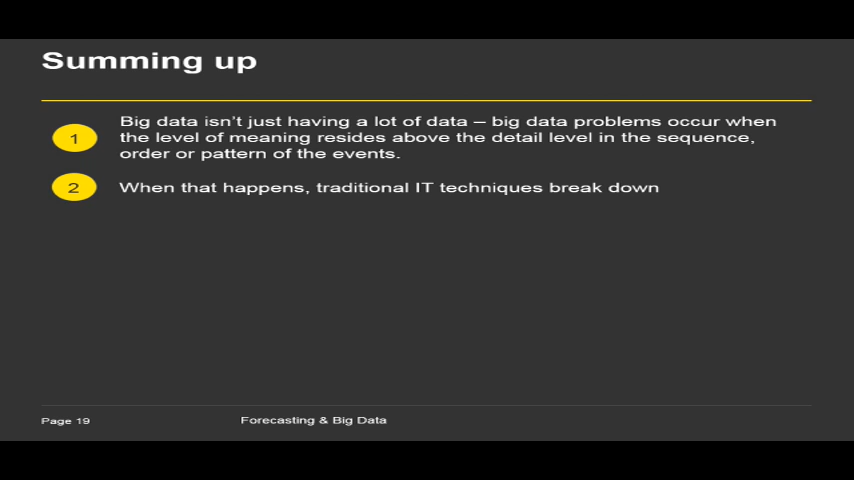 Summing up
1
Big data isn't just having a lot of data – big data problems occur when
the level of meaning resides above the detail level in the sequence,
order or pattern of the events.
2
When that happens, traditional IT techniques break down
Page 19
Forecasting & Big Data